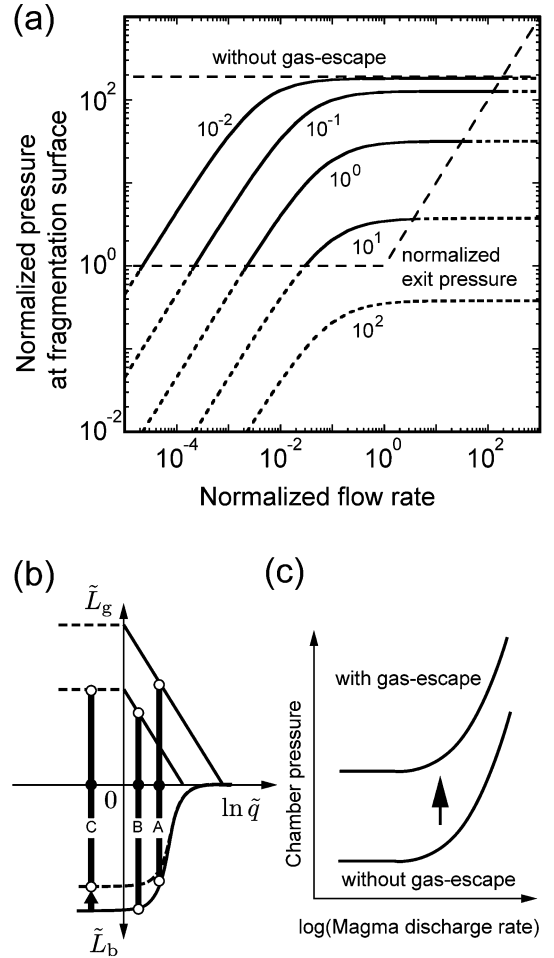 (a)
Normalized pressure
at fragmentation surface
10^2
10^0
10^-2
without gas-escape
10^-2
10^-1
10^0
10^1
10^2
normalized
exit pressure
10^-4
10^-2
10^0
10^2
Normalized flow rate
(b)
L̃g
0
ln q̃
C
B
A
L̃b
(c)
Chamber pressure
with gas-escape
without gas-escape
log(Magma discharge rate)